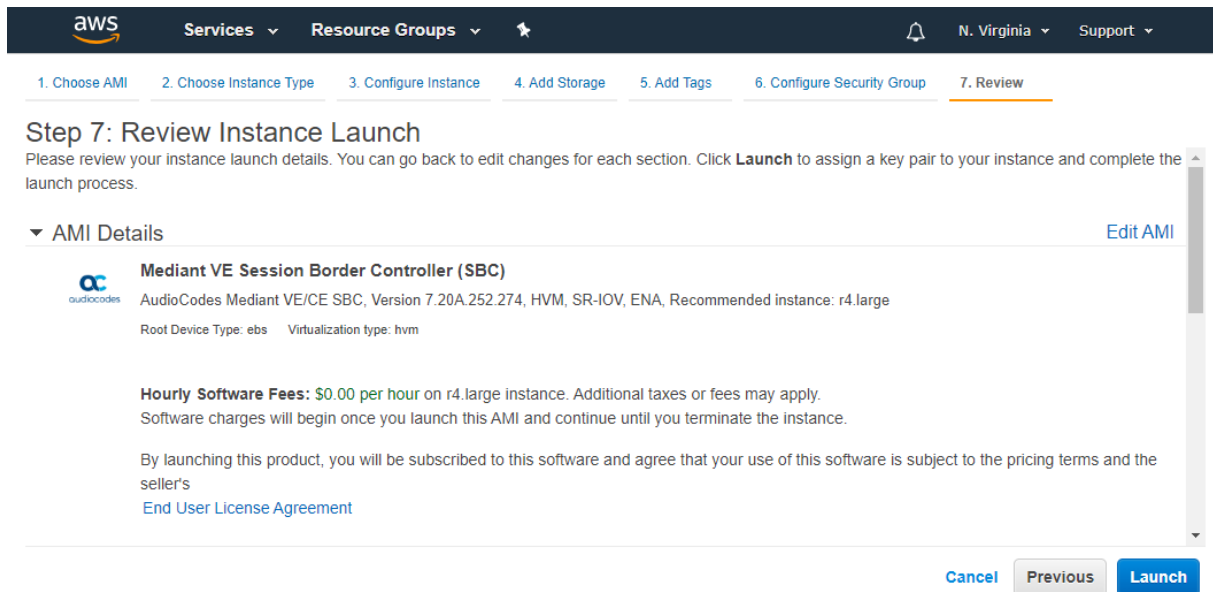 aws Services Resource Groups N. Virginia Support
1. Choose AMI 2. Choose Instance Type 3. Configure Instance 4. Add Storage 5. Add Tags 6. Configure Security Group 7. Review
Step 7: Review Instance Launch
Please review your instance launch details. You can go back to edit changes for each section. Click Launch to assign a key pair to your instance and complete the
launch process.
AMI Details Edit AMI
Mediant VE Session Border Controller (SBC)
audiocodes
AudioCodes Mediant VE/CE SBC, Version 7.20A.252.274, HVM, SR-IOV, ENA, Recommended instance: r4.large
Root Device Type: ebs Virtualization type: hvm
Hourly Software Fees: $0.00 per hour on r4.large instance. Additional taxes or fees may apply.
Software charges will begin once you launch this AMI and continue until you terminate the instance.
By launching this product, you will be subscribed to this software and agree that your use of this software is subject to the pricing terms and the
seller's
End User License Agreement
Cancel Previous Launch